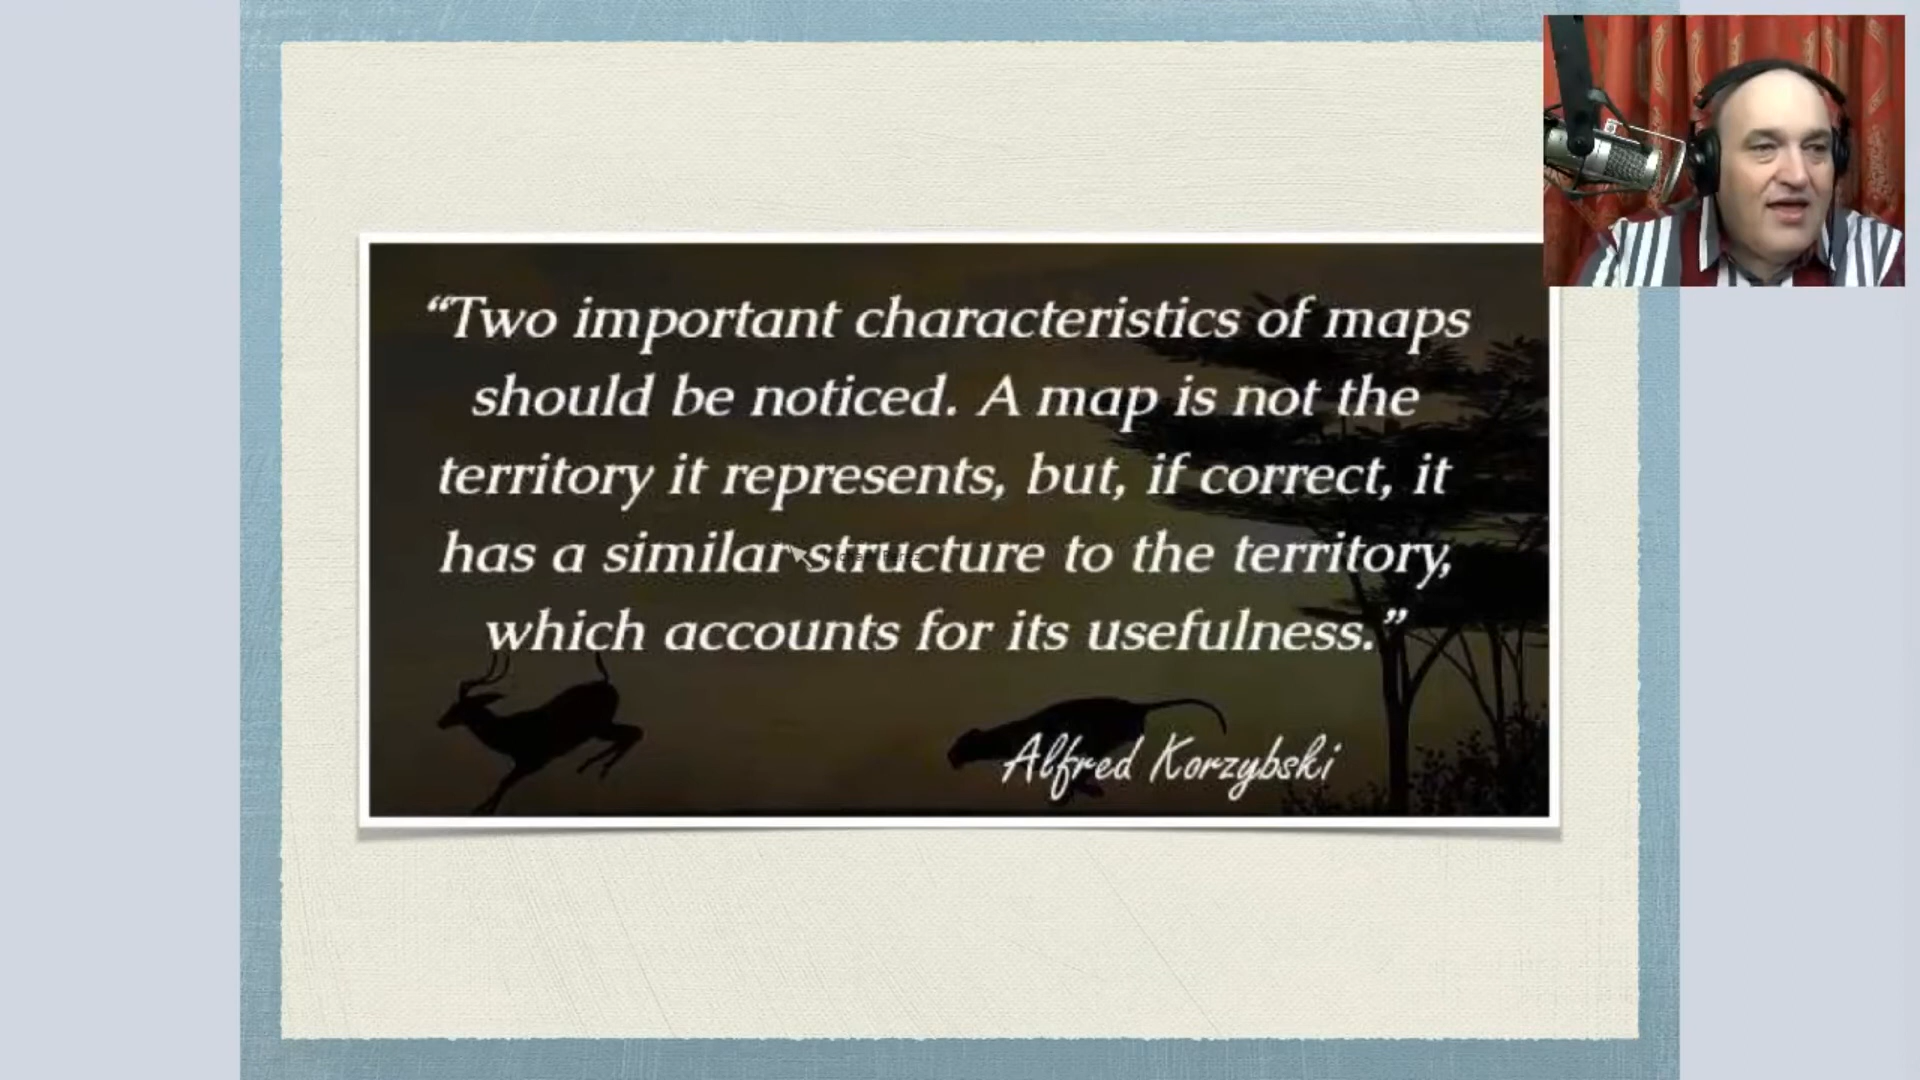 “Two important characteristics of maps
should be noticed. A map is not the
territory it represents, but, if correct, it
has a similar structure to the territory,
which accounts for its usefulness.”
Alfred Korzybski